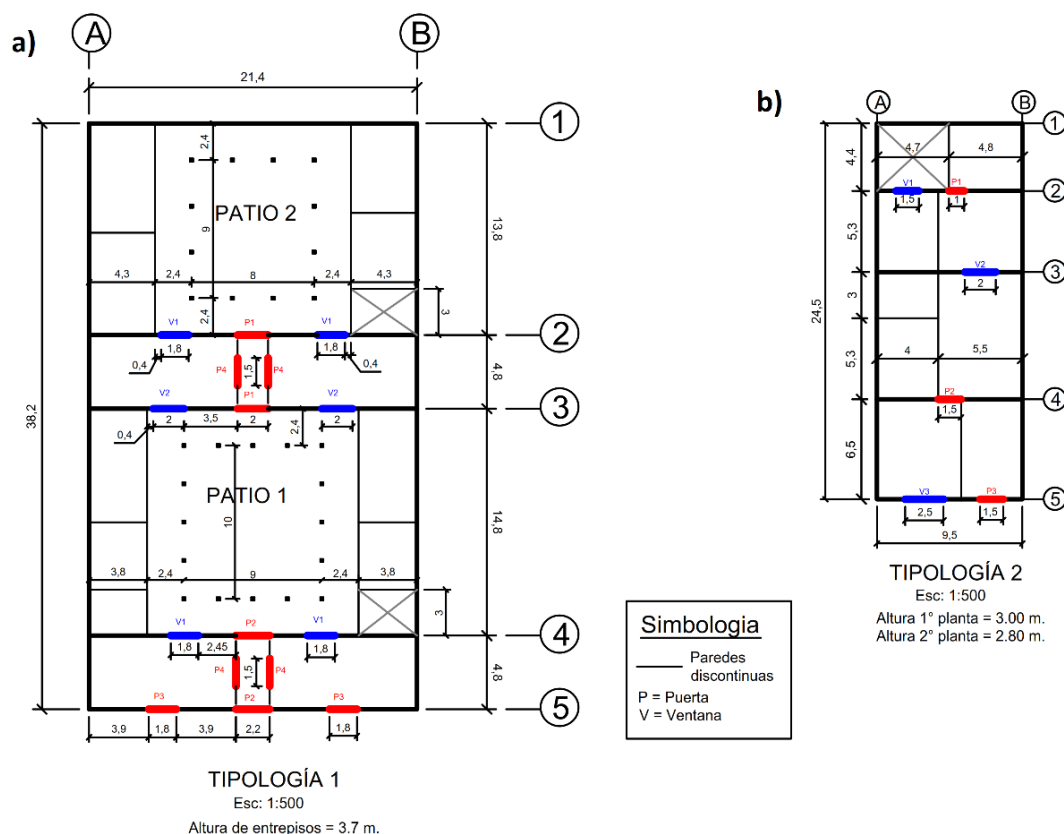 a)
A
B
21,4
1
2,4
PATIO 2
9
13,8
4,3
2,4
8
2,4
4,3
3
2,4
V1
P1
V1
2
1,8
1,8
0,4
0,4
P4
1,5
P4
4,8
38,2
V2
P1
V2
3
2
3,5
2
2
0,4
2,4
PATIO 1
10
14,8
3,8
2,4
9
2,4
3,8
3
V1
P2
V1
4
1,8
2,45
1,8
P4
1,5
P4
4,8
P3
P2
P3
5
3,9
1,8
3,9
2,2
1,8
TIPOLOGÍA 1
Esc: 1:500
Altura de entrepisos = 3.7 m.
b)
A
B
1
4,4
4,7
4,8
V1
P1
2
1,5
1
5,3
V2
3
2
24,5
3
4
5,5
5,3
P2
4
1,5
6,5
V3
P3
5
2,5
1,5
9,5
TIPOLOGÍA 2
Esc: 1:500
Altura 1° planta = 3.00 m.
Altura 2° planta = 2.80 m.
Simbologia
Paredes
discontinuas
P = Puerta
V = Ventana